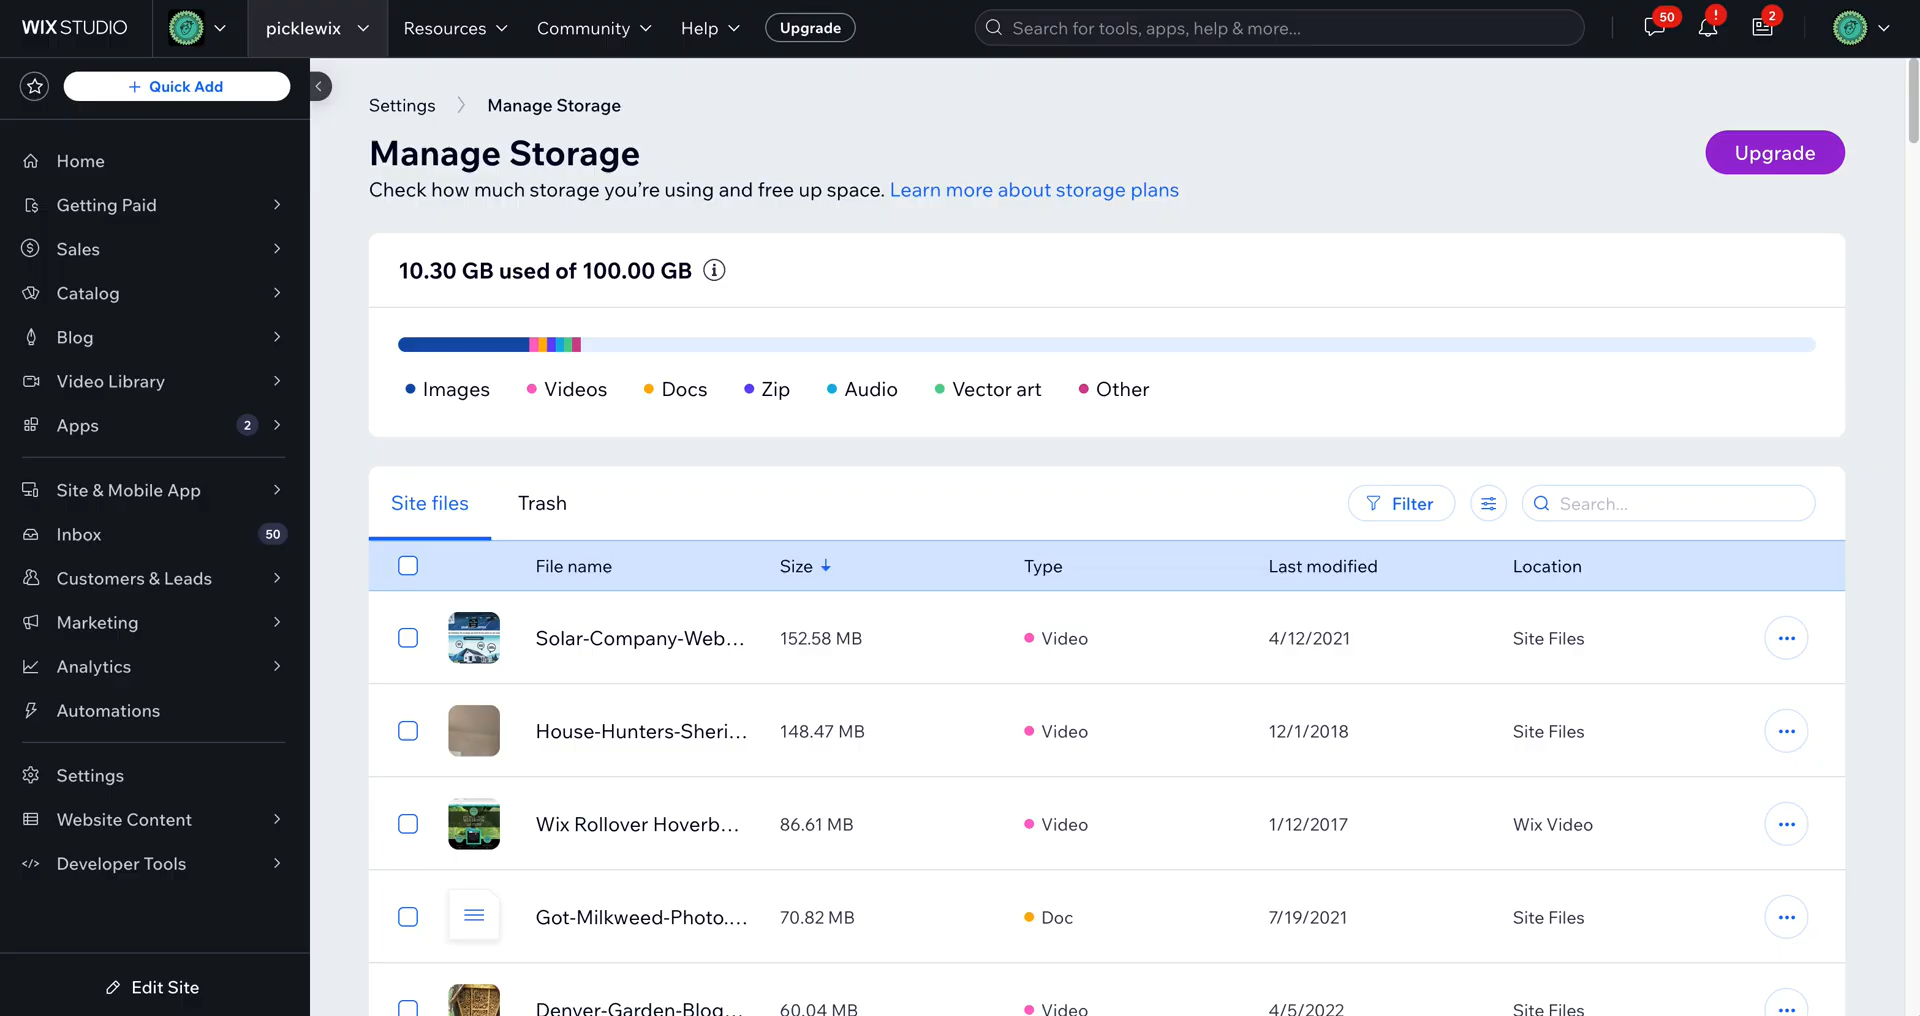 WIX STUDIO
picklewix
Resources
Community
Help
Upgrade
Search for tools, apps, help & more...
50
!
2
+ Quick Add
Settings > Manage Storage
Home
Getting Paid
Sales
Catalog
Blog
Video Library
Apps 2
Site & Mobile App
Inbox 50
Customers & Leads
Marketing
Analytics
Automations
Settings
Website Content
Developer Tools
Edit Site
Manage Storage
Upgrade
Check how much storage you’re using and free up space. Learn more about storage plans
10.30 GB used of 100.00 GB
Images Videos Docs Zip Audio Vector art Other
Site files Trash Filter Search...
File name Size ↓ Type Last modified Location
Solar-Company-Web... 152.58 MB Video 4/12/2021 Site Files
House-Hunters-Sheri... 148.47 MB Video 12/1/2018 Site Files
Wix Rollover Hoverb... 86.61 MB Video 1/12/2017 Wix Video
Got-Milkweed-Photo.... 70.82 MB Doc 7/19/2021 Site Files
Denver-Garden-Blog... 60.04 MB Video 4/5/2022 Site Files